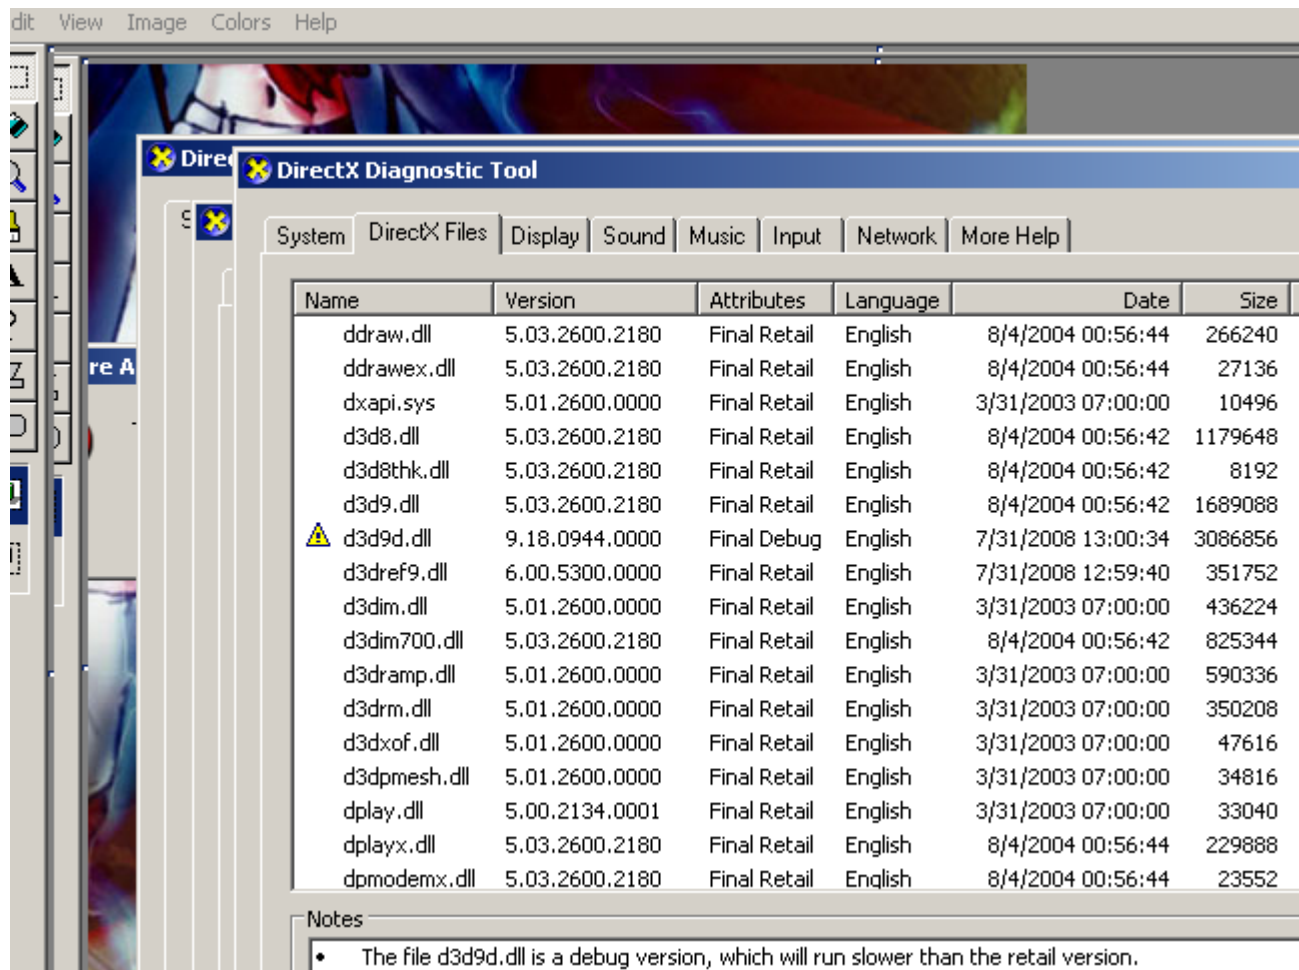 dit View Image Colors Help
Direc
DirectX Diagnostic Tool
S
System DirectX Files Display Sound Music Input Network More Help
Name Version Attributes Language Date Size
ddraw.dll 5.03.2600.2180 Final Retail English 8/4/2004 00:56:44 266240
ddrawex.dll 5.03.2600.2180 Final Retail English 8/4/2004 00:56:44 27136
re A
dxapi.sys 5.01.2600.0000 Final Retail English 3/31/2003 07:00:00 10496
d3d8.dll 5.03.2600.2180 Final Retail English 8/4/2004 00:56:42 1179648
d3d8thk.dll 5.03.2600.2180 Final Retail English 8/4/2004 00:56:42 8192
d3d9.dll 5.03.2600.2180 Final Retail English 8/4/2004 00:56:42 1689088
d3d9d.dll 9.18.0944.0000 Final Debug English 7/31/2008 13:00:34 3086856
d3dref9.dll 6.00.5300.0000 Final Retail English 7/31/2008 12:59:40 351752
d3dim.dll 5.01.2600.0000 Final Retail English 3/31/2003 07:00:00 436224
d3dim700.dll 5.03.2600.2180 Final Retail English 8/4/2004 00:56:42 825344
d3dramp.dll 5.01.2600.0000 Final Retail English 3/31/2003 07:00:00 590336
d3drm.dll 5.01.2600.0000 Final Retail English 3/31/2003 07:00:00 350208
d3dxof.dll 5.01.2600.0000 Final Retail English 3/31/2003 07:00:00 47616
d3dpmesh.dll 5.01.2600.0000 Final Retail English 3/31/2003 07:00:00 34816
dplay.dll 5.00.2134.0001 Final Retail English 3/31/2003 07:00:00 33040
dplayx.dll 5.03.2600.2180 Final Retail English 8/4/2004 00:56:44 229888
dpmodemx.dll 5.03.2600.2180 Final Retail English 8/4/2004 00:56:44 23552
Notes
• The file d3d9d.dll is a debug version, which will run slower than the retail version.